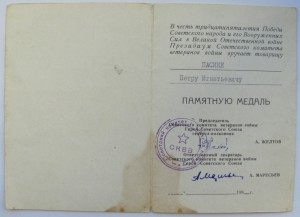 В честь тридцатилетия Победы
Советского народа и его Вооруженных
Сил в Великой Отечественной войне
Президиум Советского комитета
ветеранов войны вручает товарищу
Петру Игнатьевичу
ПАМЯТНУЮ МЕДАЛЬ
Председатель
Советского комитета ветеранов войны
Герой Советского Союза
А. ЖЕЛТОВ
СКВВ
Ответственный секретарь
Советского комитета ветеранов войны
Герой Советского Союза
А. МАРЕСЬЕВ